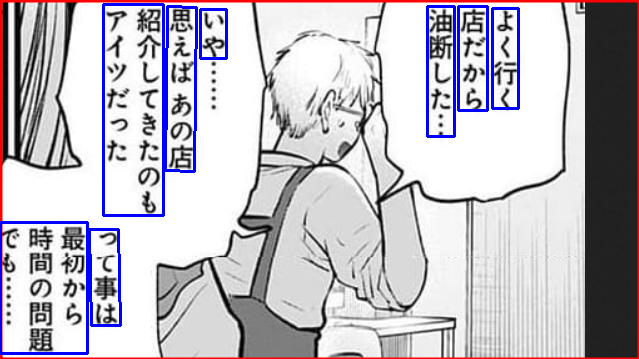 よく行く
店だから
油断した…
いや……
思えばあの店
紹介してきたのも
アイツだった
って事は
最初から
時間の問題
でも……